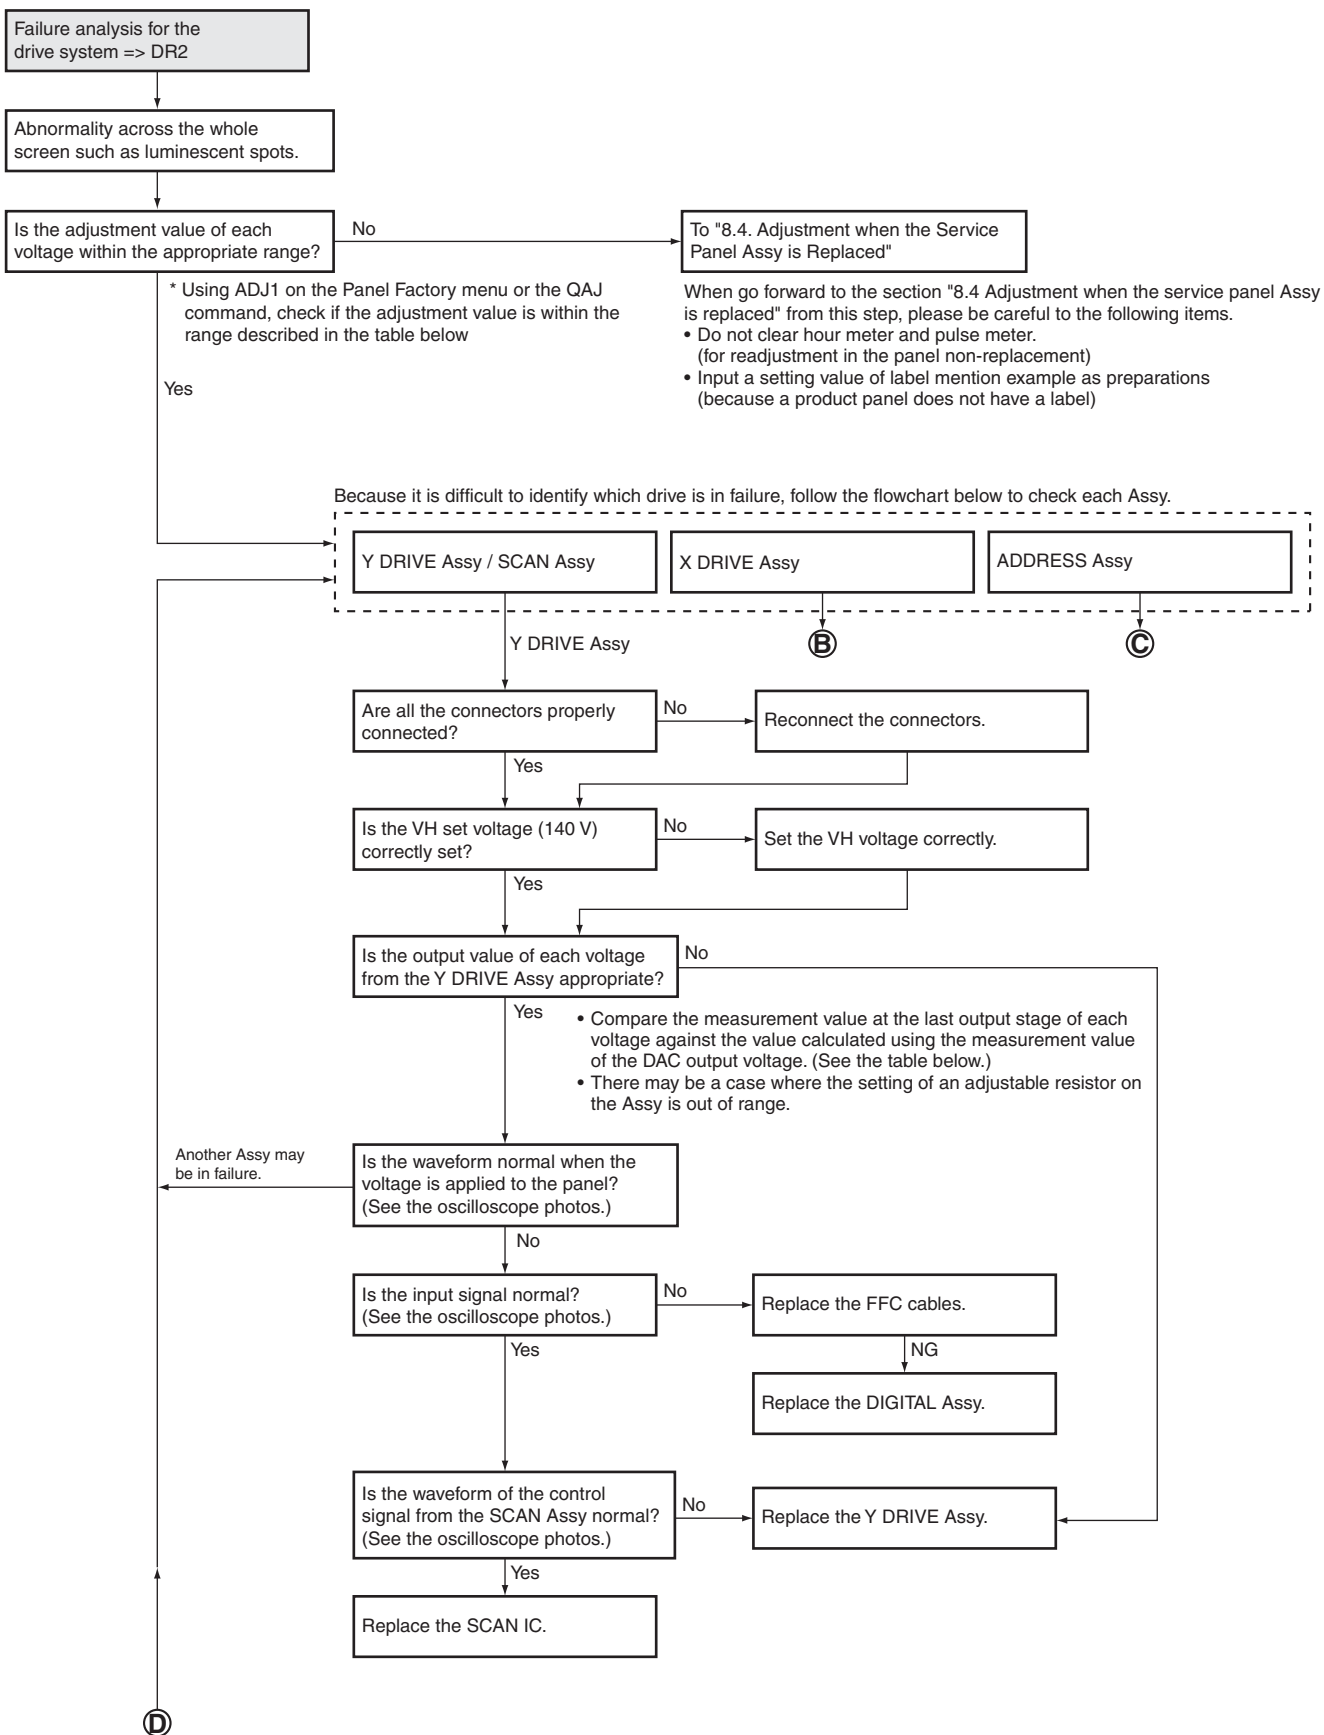 Failure analysis for the
drive system => DR2
Abnormality across the whole
screen such as luminescent spots.
Is the adjustment value of each
voltage within the appropriate range?
No
To "8.4. Adjustment when the Service
Panel Assy is Replaced"
* Using ADJ1 on the Panel Factory menu or the QAJ
command, check if the adjustment value is within the
range described in the table below
When go forward to the section "8.4 Adjustment when the service panel Assy
is replaced" from this step, please be careful to the following items.
• Do not clear hour meter and pulse meter.
(for readjustment in the panel non-replacement)
• Input a setting value of label mention example as preparations
(because a product panel does not have a label)
Yes
Because it is difficult to identify which drive is in failure, follow the flowchart below to check each Assy.
Y DRIVE Assy / SCAN Assy
X DRIVE Assy
ADDRESS Assy
Y DRIVE Assy
B
C
Are all the connectors properly
connected?
No
Reconnect the connectors.
Yes
Is the VH set voltage (140 V)
correctly set?
No
Set the VH voltage correctly.
Yes
Is the output value of each voltage
from the Y DRIVE Assy appropriate?
No
Yes
• Compare the measurement value at the last output stage of each
voltage against the value calculated using the measurement value
of the DAC output voltage. (See the table below.)
• There may be a case where the setting of an adjustable resistor on
the Assy is out of range.
Another Assy may
be in failure.
Is the waveform normal when the
voltage is applied to the panel?
(See the oscilloscope photos.)
No
Is the input signal normal?
(See the oscilloscope photos.)
No
Replace the FFC cables.
Yes
NG
Replace the DIGITAL Assy.
Is the waveform of the control
signal from the SCAN Assy normal?
(See the oscilloscope photos.)
No
Replace the Y DRIVE Assy.
Yes
Replace the SCAN IC.
D